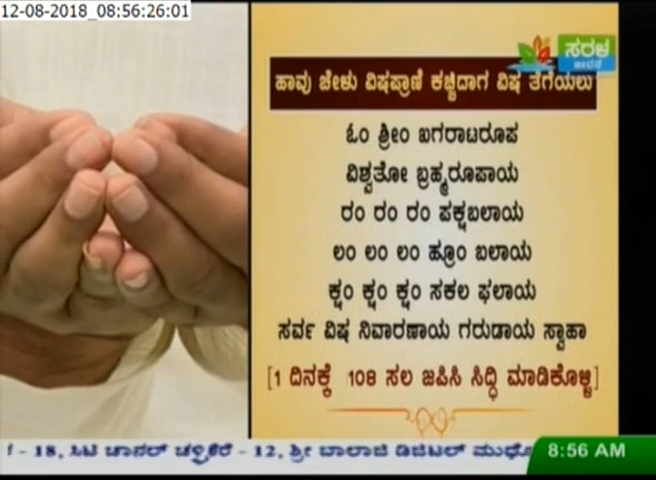 12-08-2018_08:56:26:01
ಸರಳ
ಜೀವನ
ಹಾವು ಚೇಳು ವಿಷಪ್ರಾಣಿ ಕಚ್ಚಿದಾಗ ವಿಷ ತೆಗೆಯಲು
ಓಂ ಶ್ರೀಂ ಖಗರಾಟರೂಪ
ವಿಶ್ವತೋ ಬ್ರಹ್ಮರೂಪಾಯ
ರಂ ರಂ ರಂ ಪಕ್ಷಬಲಾಯ
ಲಂ ಲಂ ಲಂ ಹ್ರೂಂ ಬಲಾಯ
ಕ್ಷಂ ಕ್ಷಂ ಕ್ಷಂ ಸಕಲ ಫಲಾಯ
ಸರ್ವ ವಿಷ ನಿವಾರಣಾಯ ಗರುಡಾಯ ಸ್ವಾಹಾ
[1 ದಿನಕ್ಕೆ 108 ಸಲ ಜಪಿಸಿ ಸಿದ್ಧಿ ಮಾಡಿಕೊಳ್ಳಿ]
- 18, ಸಿಟಿ ಚಾನಲ್ ಚಳ್ಳಕೆರೆ - 12, ಶ್ರೀ ಬಾಲಾಜಿ ಡಿಜಿಟಲ್ 8:56 AM